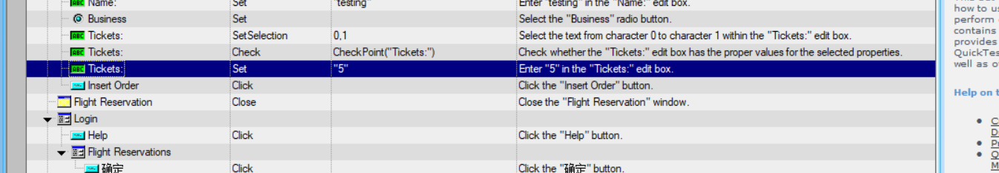 Name: Set "testing" Enter "testing" in the "Name:" edit box.
Business Set Select the "Business" radio button.
Tickets: SetSelection 0,1 Select the text from character 0 to character 1 within the "Tickets:" edit box.
Tickets: Check CheckPoint("Tickets:") Check whether the "Tickets:" edit box has the proper values for the selected properties.
Tickets: Set "5" Enter "5" in the "Tickets:" edit box.
Insert Order Click Click the "Insert Order" button.
Flight Reservation Close Close the "Flight Reservation" window.
Login
Help Click Click the "Help" button.
Flight Reservations
确定 Click Click the "确定" button.
how to us
perform
contains
provides
QuickTes
well as o
Help on t
C
D
P
Q
M